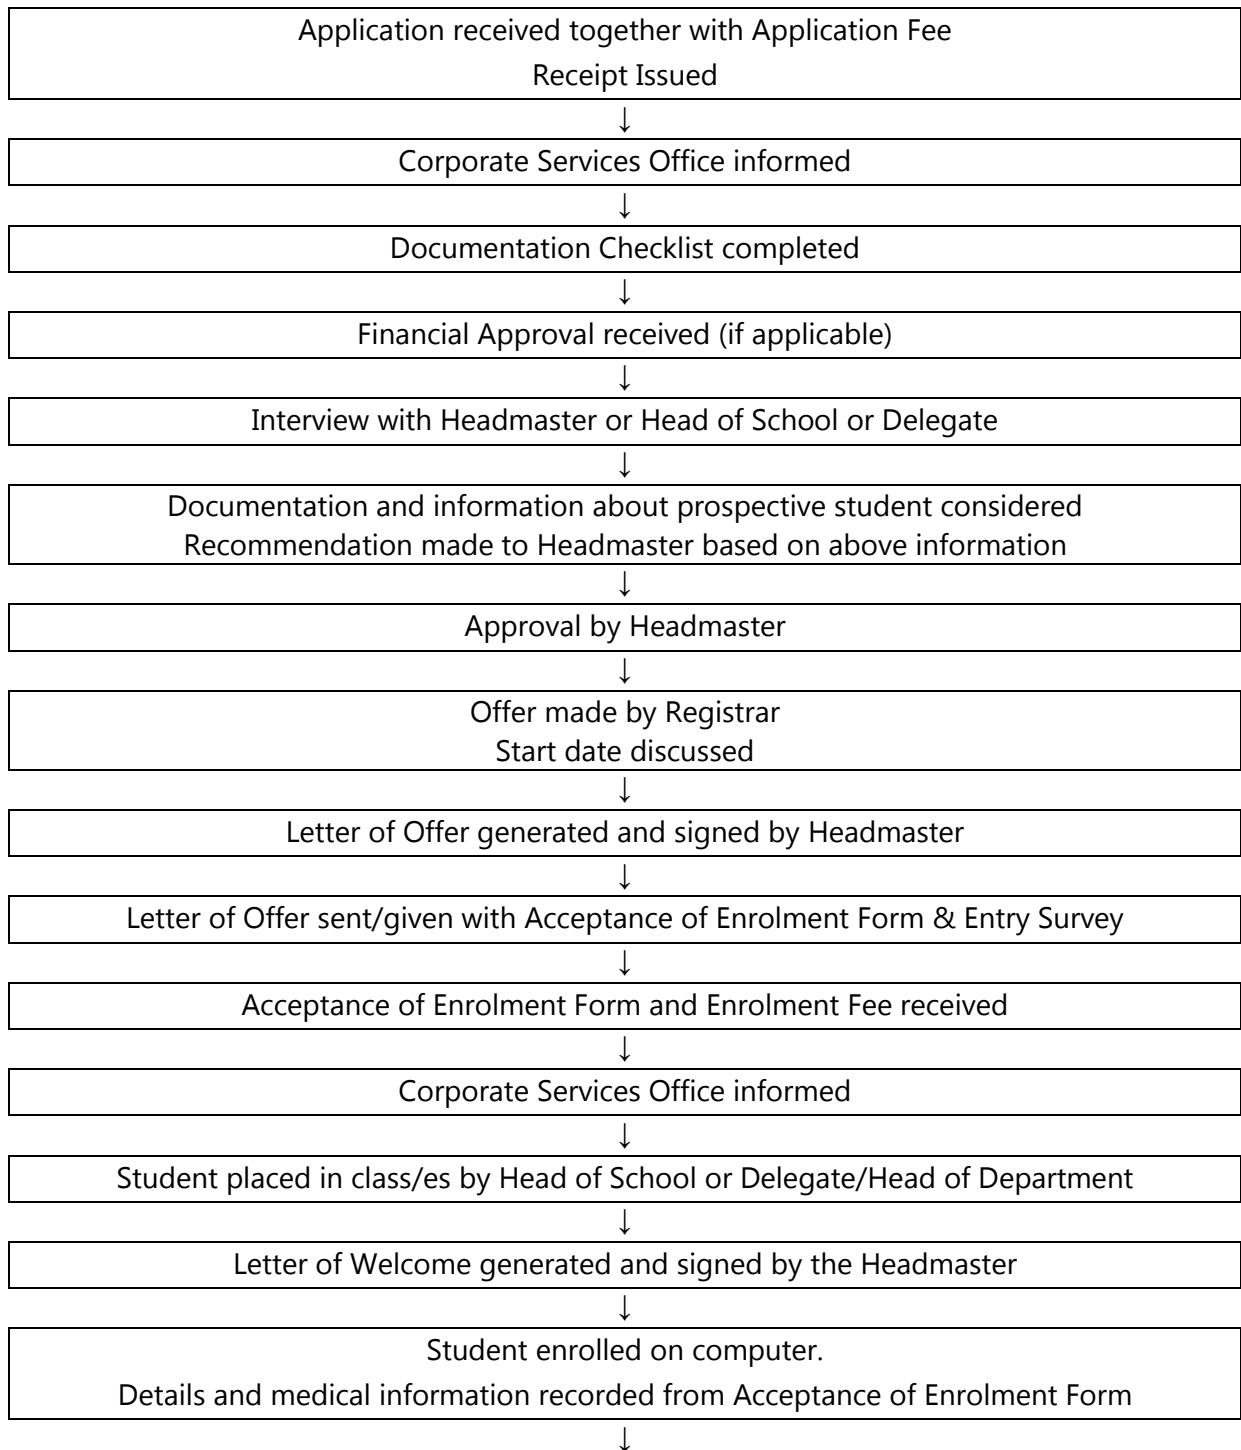 Application received together with Application Fee
Receipt Issued
↓
Corporate Services Office informed
↓
Documentation Checklist completed
↓
Financial Approval received (if applicable)
↓
Interview with Headmaster or Head of School or Delegate
↓
Documentation and information about prospective student considered
Recommendation made to Headmaster based on above information
↓
Approval by Headmaster
↓
Offer made by Registrar
Start date discussed
↓
Letter of Offer generated and signed by Headmaster
↓
Letter of Offer sent/given with Acceptance of Enrolment Form & Entry Survey
↓
Acceptance of Enrolment Form and Enrolment Fee received
↓
Corporate Services Office informed
↓
Student placed in class/es by Head of School or Delegate/Head of Department
↓
Letter of Welcome generated and signed by the Headmaster
↓
Student enrolled on computer.
Details and medical information recorded from Acceptance of Enrolment Form
↓